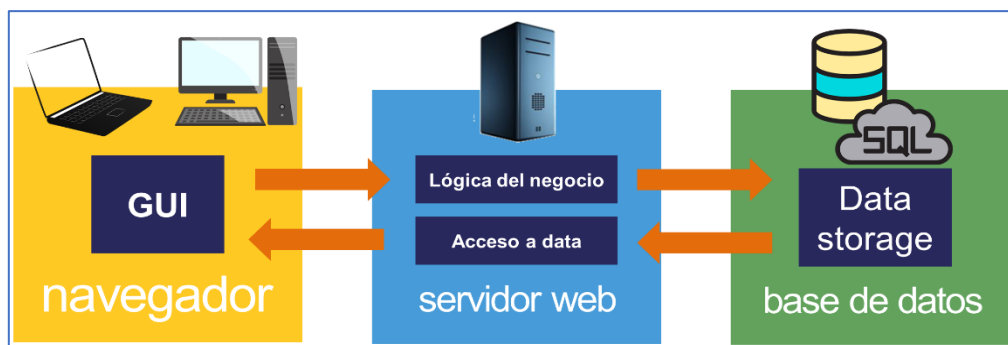 SQL
GUI
Lógica del negocio
Acceso a data
Data
storage
navegador
servidor web
base de datos